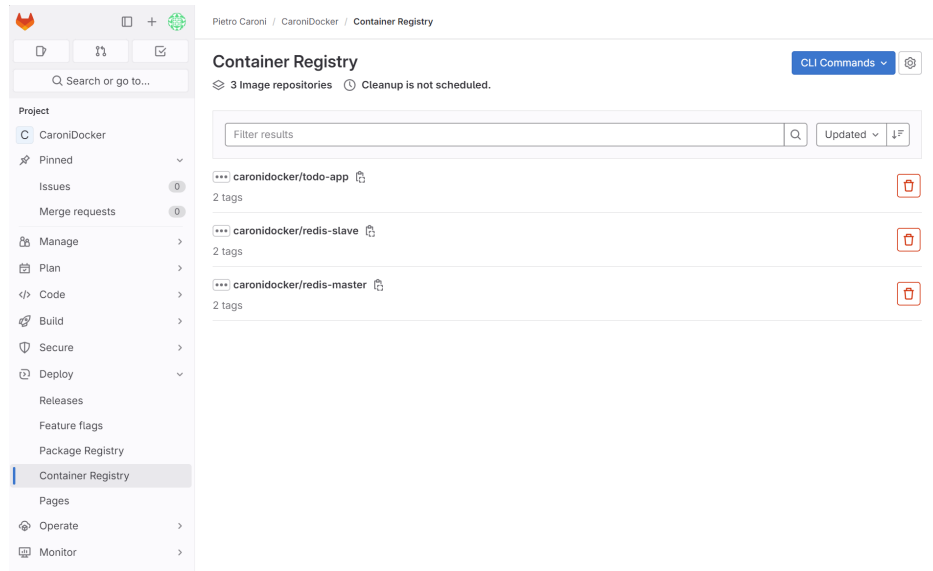 Pietro Caroni / CaroniDocker / Container Registry
Search or go to...
Project
C CaroniDocker
Pinned
Issues 0
Merge requests 0
Manage
Plan
Code
Build
Secure
Deploy
Releases
Feature flags
Package Registry
Container Registry
Pages
Operate
Monitor
Container Registry
CLI Commands
3 Image repositories Cleanup is not scheduled.
Filter results
Updated
caronidocker/todo-app
2 tags
caronidocker/redis-slave
2 tags
caronidocker/redis-master
2 tags